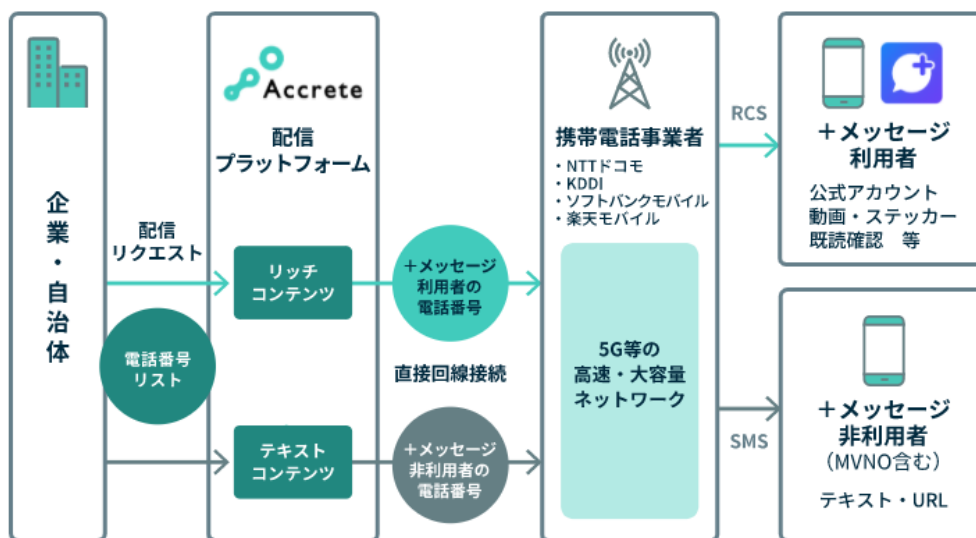 企業・自治体
配信
リクエスト
電話番号
リスト
Accrete
配信
プラットフォーム
リッチ
コンテンツ
テキスト
コンテンツ
＋メッセージ
利用者の
電話番号
直接回線接続
＋メッセージ
非利用者の
電話番号
携帯電話事業者
・NTTドコモ
・KDDI
・ソフトバンクモバイル
・楽天モバイル
5G等の
高速・大容量
ネットワーク
RCS
＋メッセージ
利用者
公式アカウント
動画・ステッカー
既読確認　等
SMS
＋メッセージ
非利用者
（MVNO含む）
テキスト・URL